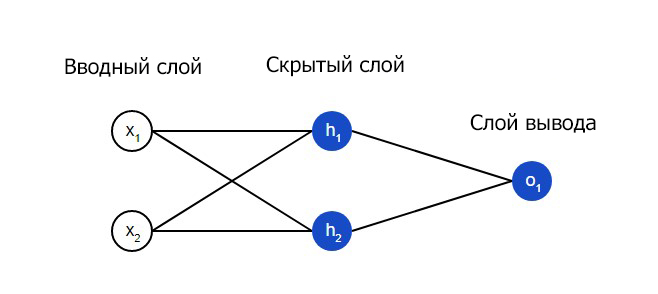 Вводный слой
Скрытый слой
Слой вывода
x1
h1
o1
x2
h2